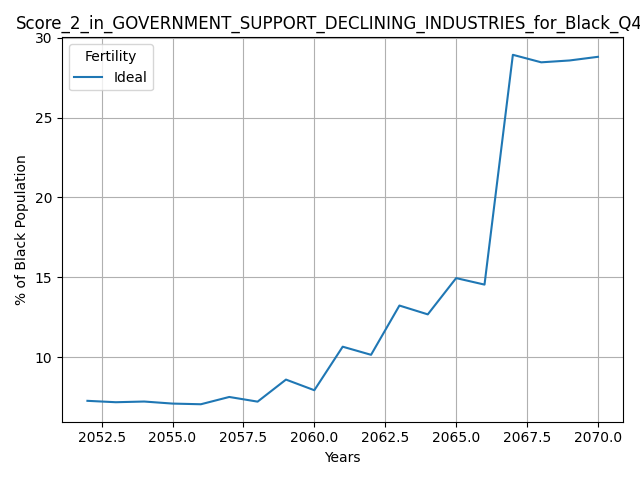 Score_2_in_GOVERNMENT_SUPPORT_DECLINING_INDUSTRIES_for_Black_Q4
Fertility
Ideal
% of Black Population
30
25
20
15
10
2052.5 2055.0 2057.5 2060.0 2062.5 2065.0 2067.5 2070.0
Years